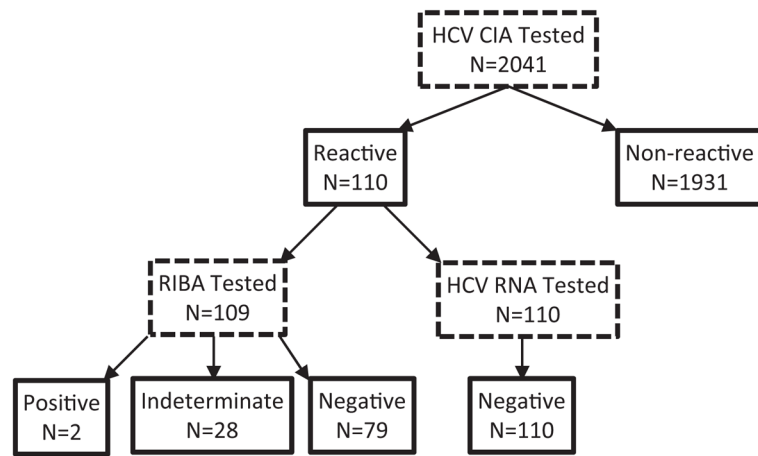 HCV CIA Tested
N=2041
Reactive
N=110
Non-reactive
N=1931
RIBA Tested
N=109
HCV RNA Tested
N=110
Positive
N=2
Indeterminate
N=28
Negative
N=79
Negative
N=110